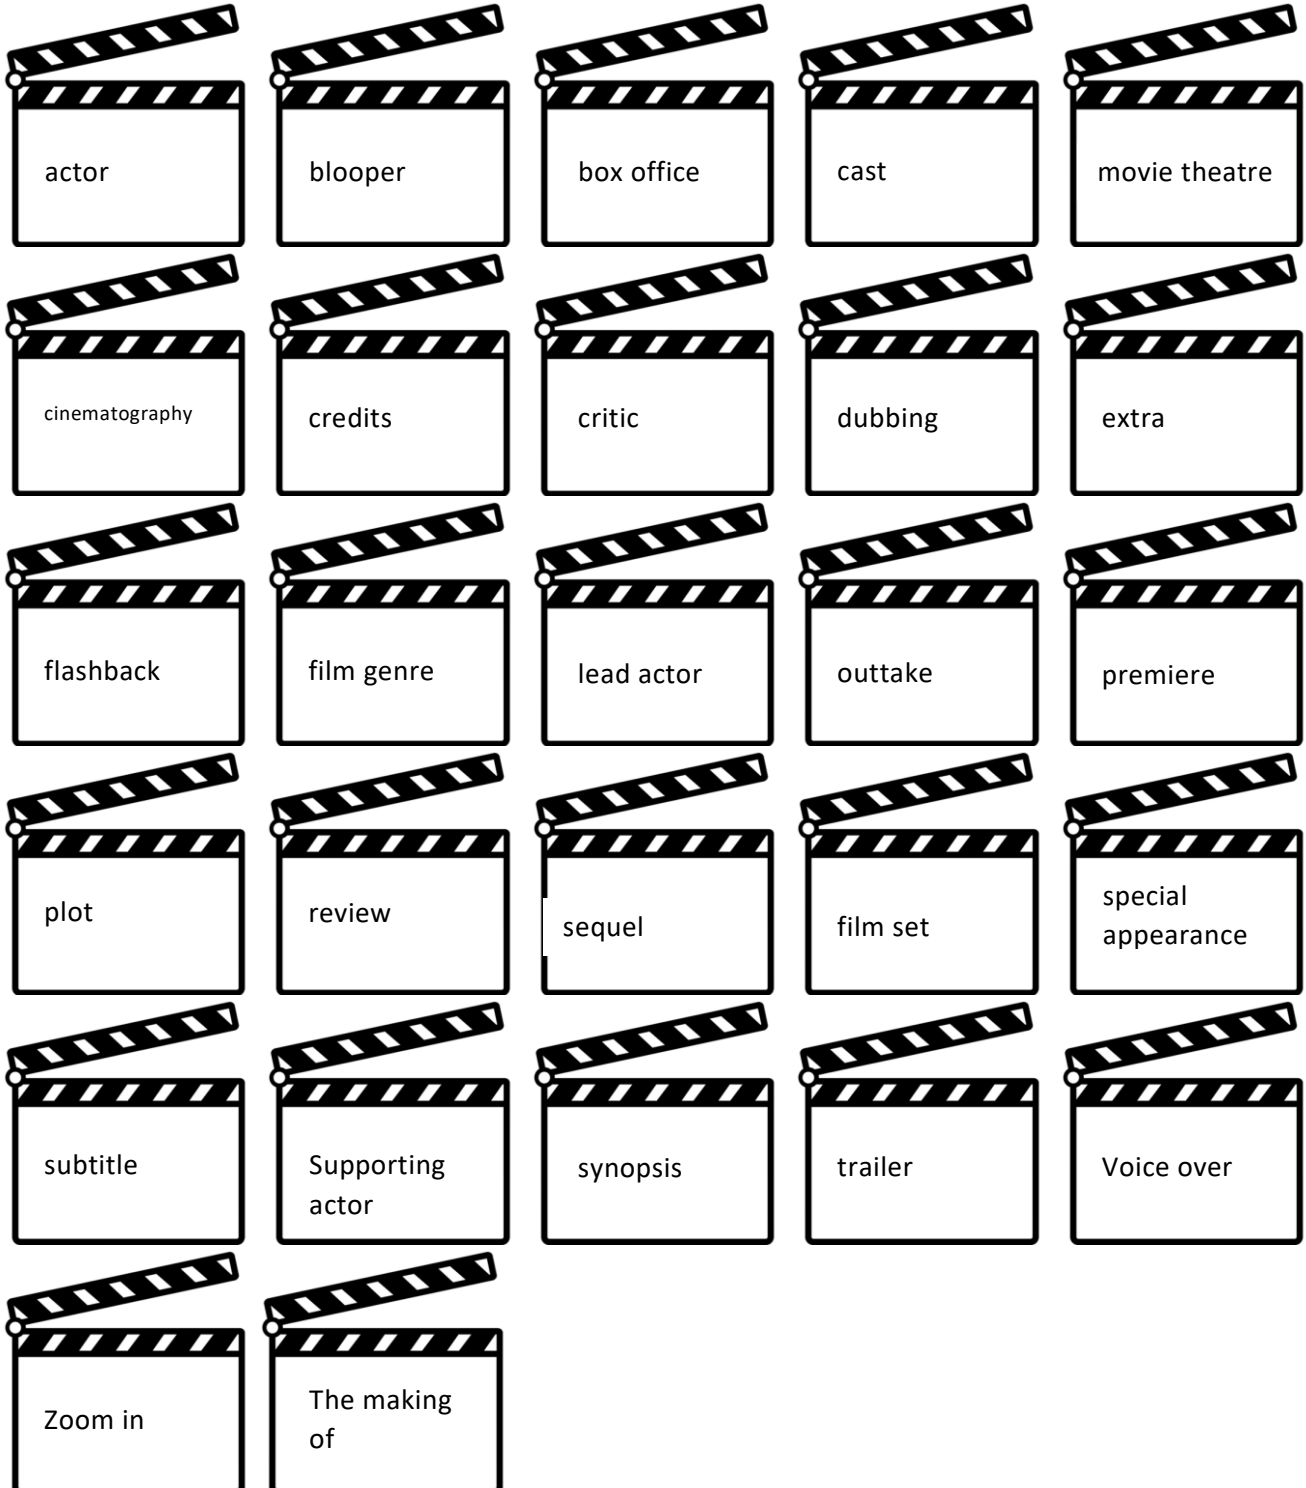 actor
blooper
box office
cast
movie theatre
cinematography
credits
critic
dubbing
extra
flashback
film genre
lead actor
outtake
premiere
plot
review
sequel
film set
special
appearance
subtitle
Supporting
actor
synopsis
trailer
Voice over
Zoom in
The making
of